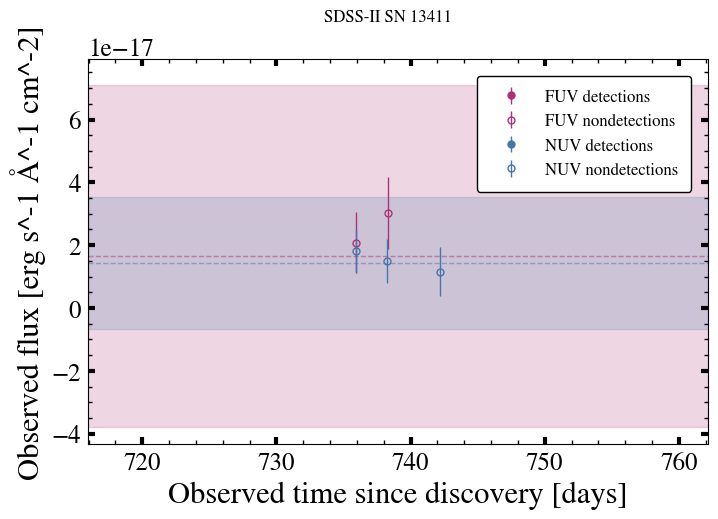 SDSS-II SN 13411
1e−17
Observed flux [erg s^-1 Å^-1 cm^-2]
6
4
2
0
−2
−4
FUV detections
FUV nondetections
NUV detections
NUV nondetections
720 730 740 750 760
Observed time since discovery [days]